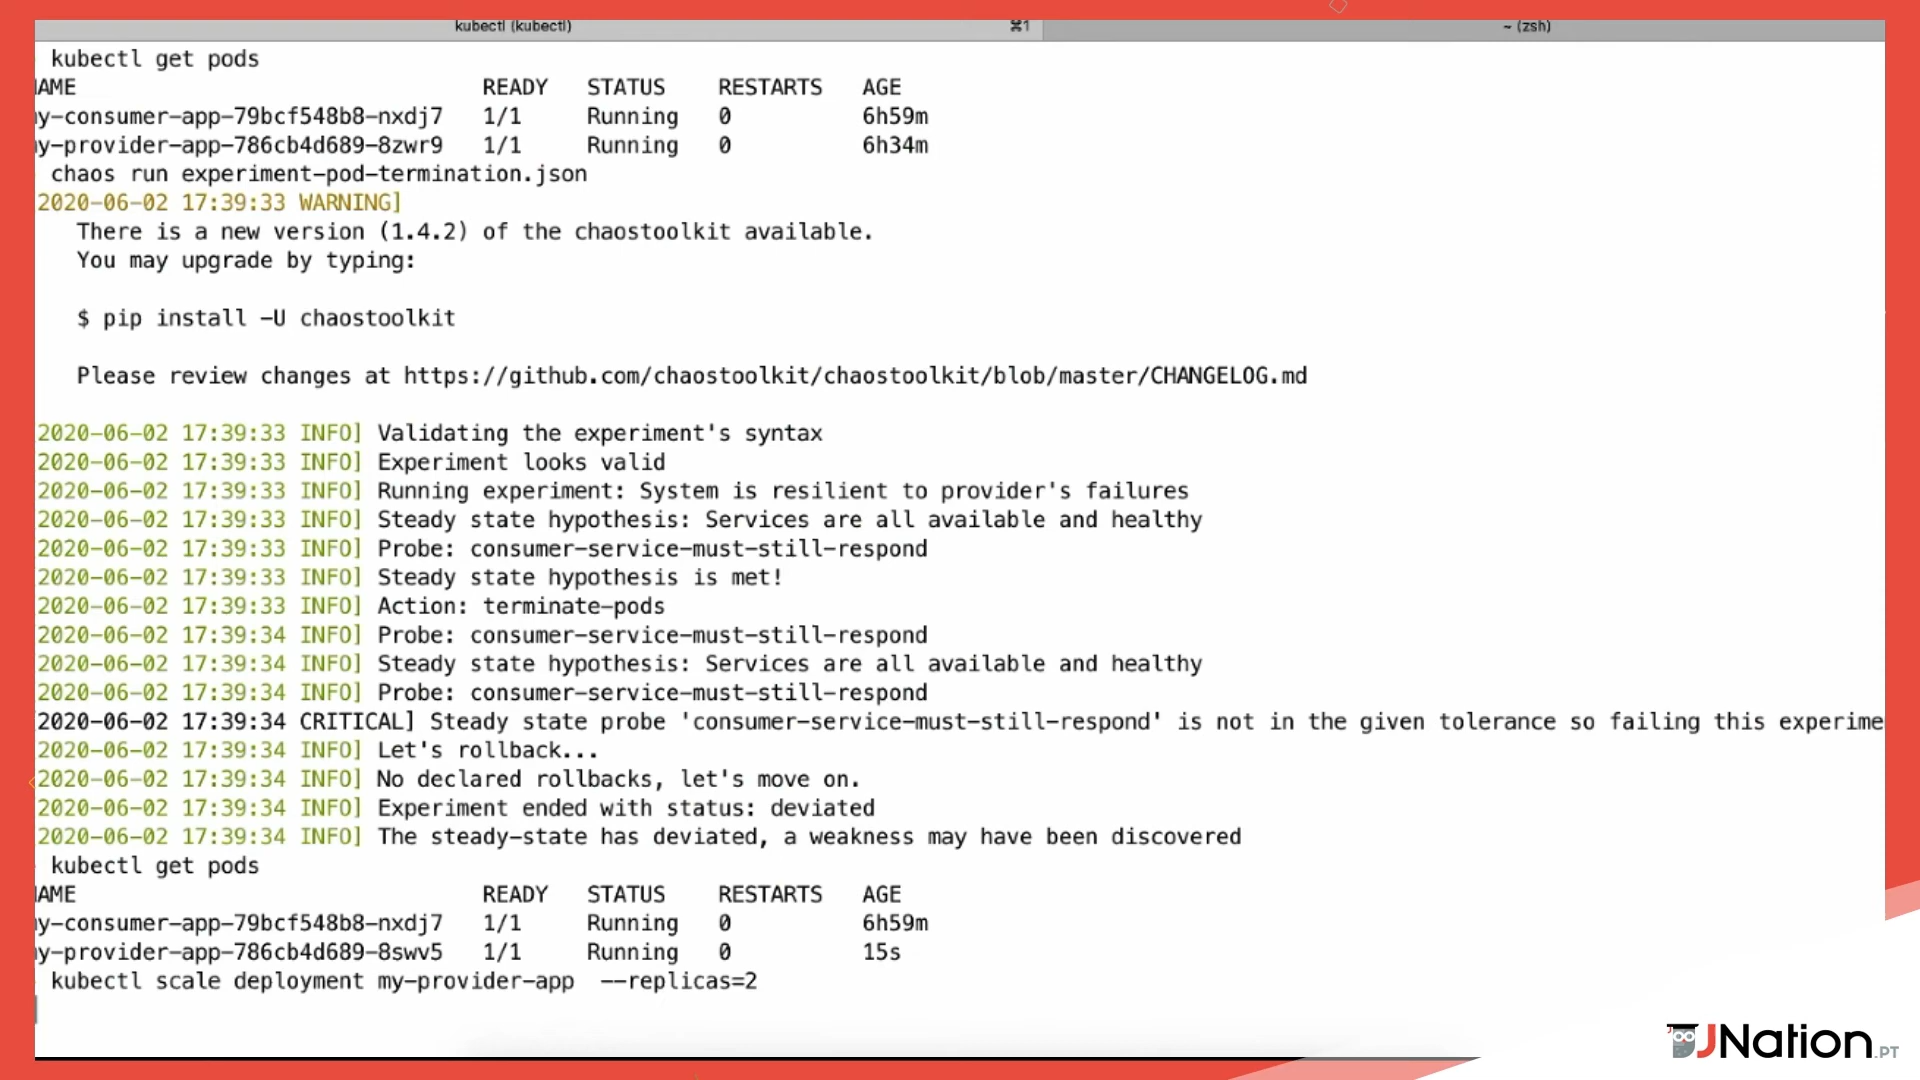 kubectl (kubectl) ⌘1 ~ (zsh)
kubectl get pods
AME READY STATUS RESTARTS AGE
y-consumer-app-79bcf548b8-nxdj7 1/1 Running 0 6h59m
y-provider-app-786cb4d689-8zwr9 1/1 Running 0 6h34m
chaos run experiment-pod-termination.json
2020-06-02 17:39:33 WARNING]
There is a new version (1.4.2) of the chaostoolkit available.
You may upgrade by typing:
$ pip install -U chaostoolkit
Please review changes at https://github.com/chaostoolkit/chaostoolkit/blob/master/CHANGELOG.md
2020-06-02 17:39:33 INFO] Validating the experiment's syntax
2020-06-02 17:39:33 INFO] Experiment looks valid
2020-06-02 17:39:33 INFO] Running experiment: System is resilient to provider's failures
2020-06-02 17:39:33 INFO] Steady state hypothesis: Services are all available and healthy
2020-06-02 17:39:33 INFO] Probe: consumer-service-must-still-respond
2020-06-02 17:39:33 INFO] Steady state hypothesis is met!
2020-06-02 17:39:33 INFO] Action: terminate-pods
2020-06-02 17:39:34 INFO] Probe: consumer-service-must-still-respond
2020-06-02 17:39:34 INFO] Steady state hypothesis: Services are all available and healthy
2020-06-02 17:39:34 INFO] Probe: consumer-service-must-still-respond
2020-06-02 17:39:34 CRITICAL] Steady state probe 'consumer-service-must-still-respond' is not in the given tolerance so failing this experime
2020-06-02 17:39:34 INFO] Let's rollback...
2020-06-02 17:39:34 INFO] No declared rollbacks, let's move on.
2020-06-02 17:39:34 INFO] Experiment ended with status: deviated
2020-06-02 17:39:34 INFO] The steady-state has deviated, a weakness may have been discovered
kubectl get pods
AME READY STATUS RESTARTS AGE
y-consumer-app-79bcf548b8-nxdj7 1/1 Running 0 6h59m
y-provider-app-786cb4d689-8swv5 1/1 Running 0 15s
kubectl scale deployment my-provider-app --replicas=2
JNation.PT